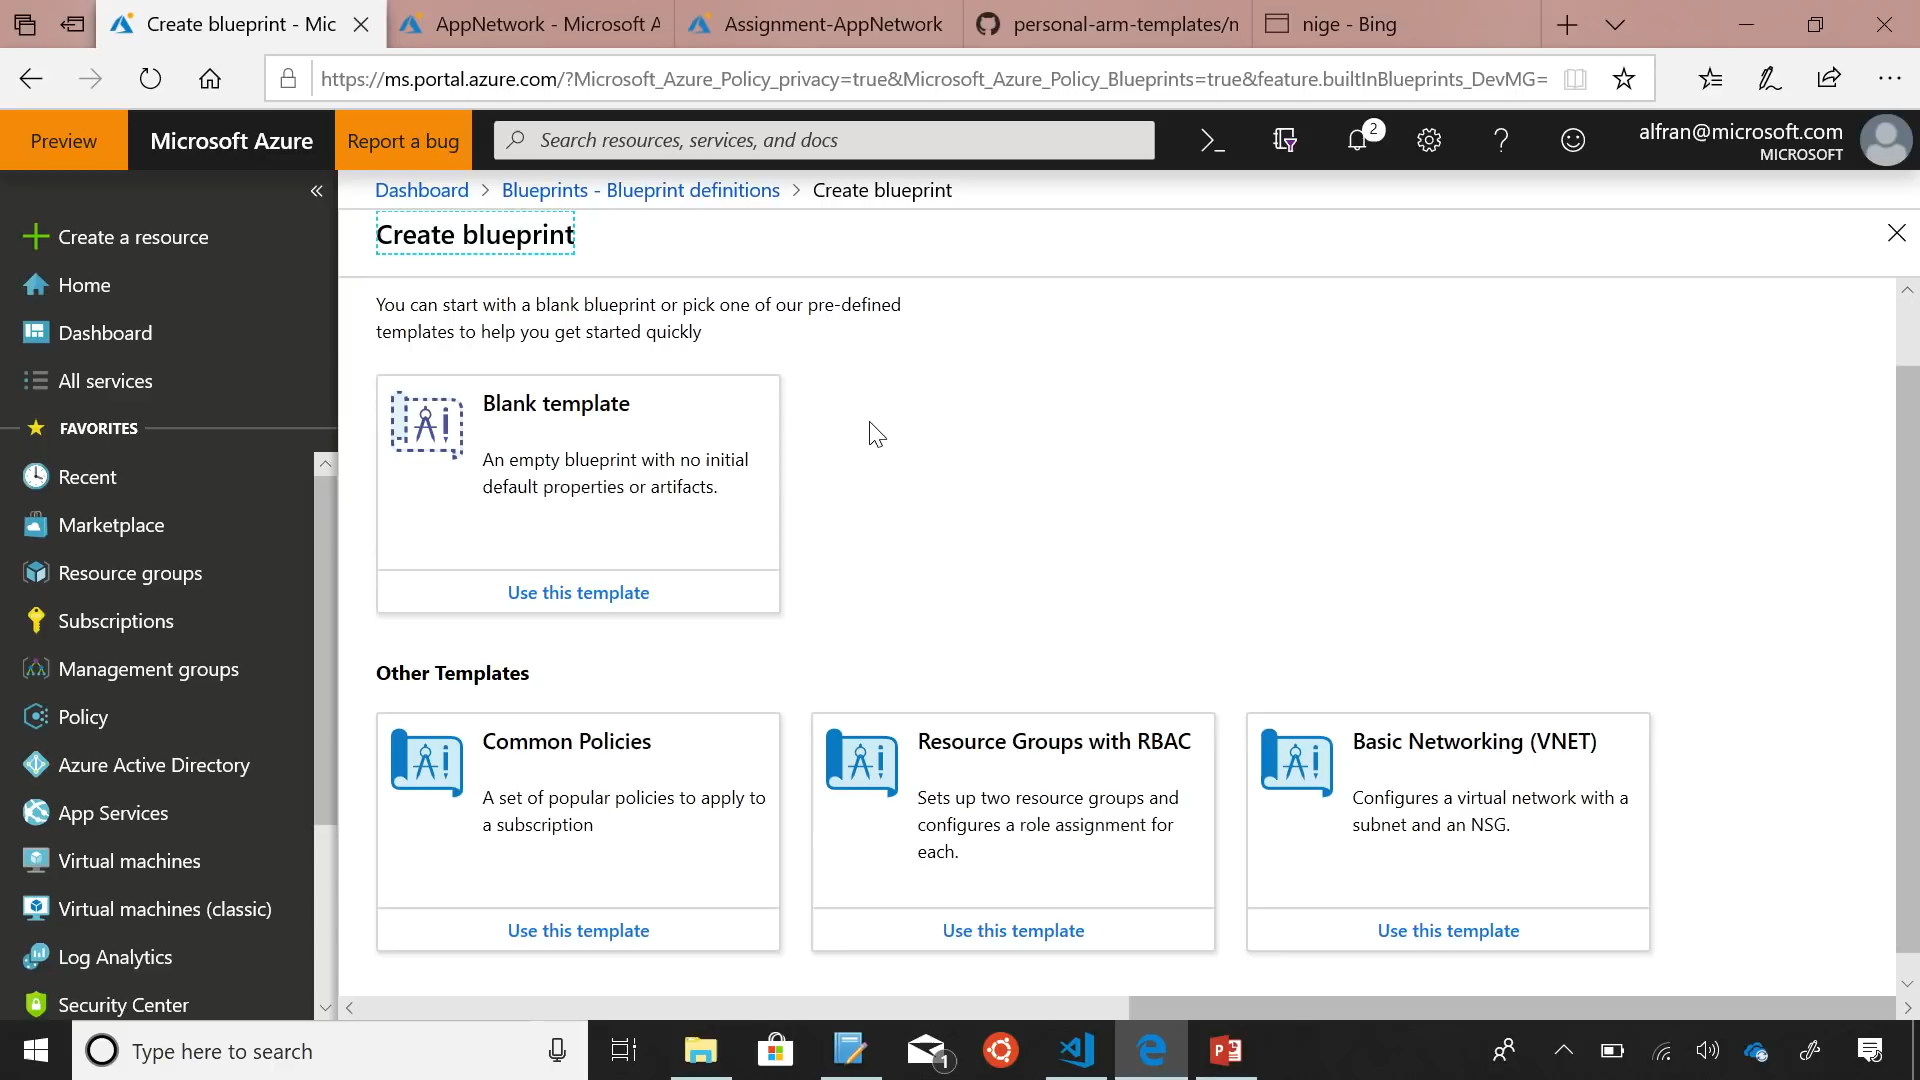 Create blueprint - Mic
AppNetwork - Microsoft A
Assignment-AppNetwork
personal-arm-templates/n
nige - Bing
https://ms.portal.azure.com/?Microsoft_Azure_Policy_privacy=true&Microsoft_Azure_Policy_Blueprints=true&feature.builtInBlueprints_DevMG=
Preview
Microsoft Azure
Report a bug
Search resources, services, and docs
2
alfran@microsoft.com
MICROSOFT
Dashboard > Blueprints - Blueprint definitions > Create blueprint
Create blueprint
Create a resource
Home
Dashboard
All services
FAVORITES
Recent
Marketplace
Resource groups
Subscriptions
Management groups
Policy
Azure Active Directory
App Services
Virtual machines
Virtual machines (classic)
Log Analytics
Security Center
You can start with a blank blueprint or pick one of our pre-defined
templates to help you get started quickly
Blank template
An empty blueprint with no initial
default properties or artifacts.
Use this template
Other Templates
Common Policies
A set of popular policies to apply to
a subscription
Use this template
Resource Groups with RBAC
Sets up two resource groups and
configures a role assignment for
each.
Use this template
Basic Networking (VNET)
Configures a virtual network with a
subnet and an NSG.
Use this template
Type here to search
1